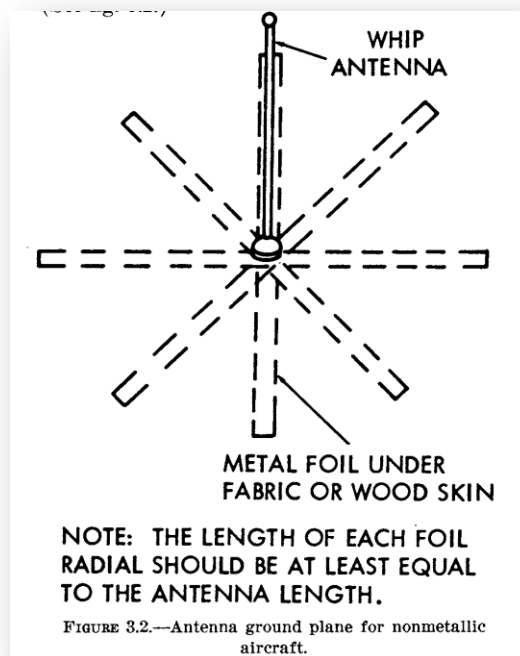 WHIP
ANTENNA
METAL FOIL UNDER
FABRIC OR WOOD SKIN
NOTE: THE LENGTH OF EACH FOIL
RADIAL SHOULD BE AT LEAST EQUAL
TO THE ANTENNA LENGTH.
FIGURE 3.2.—Antenna ground plane for nonmetallic
aircraft.